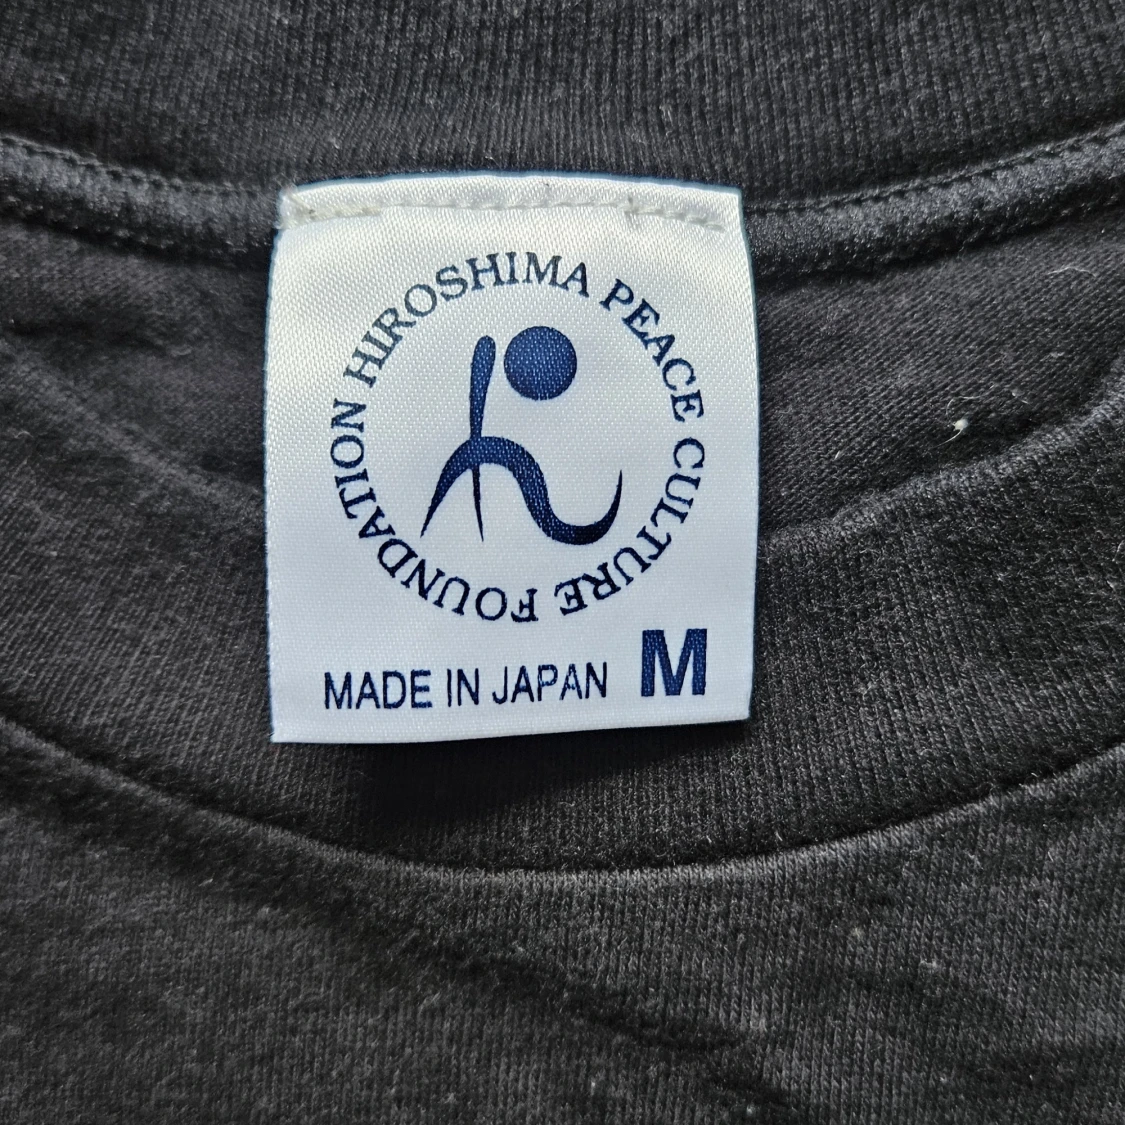 HIROSHIMA PEACE CULTURE FOUNDATION
MADE IN JAPAN M